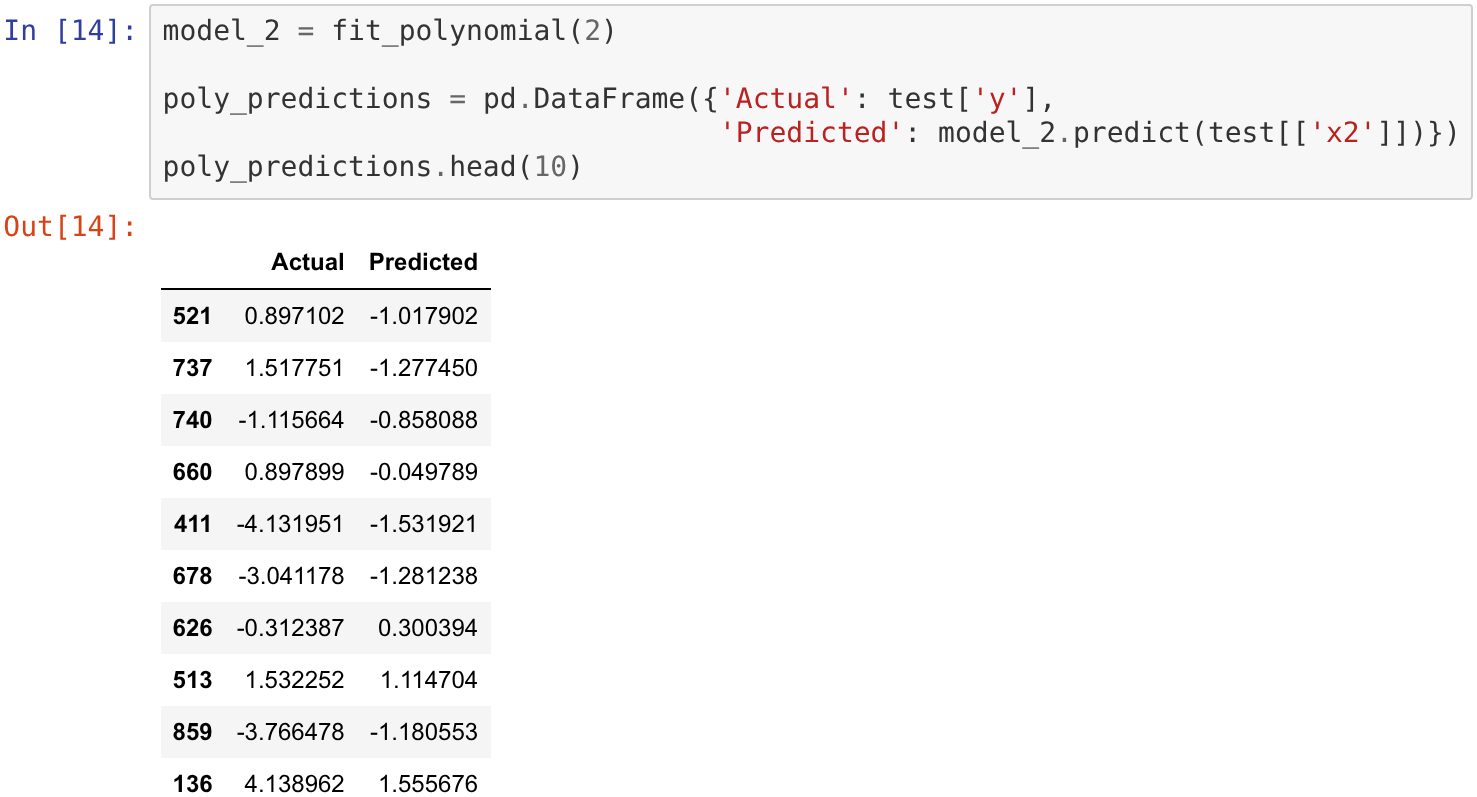 In [14]: model_2 = fit_polynomial(2)
poly_predictions = pd.DataFrame({'Actual': test['y'],
'Predicted': model_2.predict(test[['x2']])})
poly_predictions.head(10)
Out[14]:
Actual Predicted
521 0.897102 -1.017902
737 1.517751 -1.277450
740 -1.115664 -0.858088
660 0.897899 -0.049789
411 -4.131951 -1.531921
678 -3.041178 -1.281238
626 -0.312387 0.300394
513 1.532252 1.114704
859 -3.766478 -1.180553
136 4.138962 1.555676